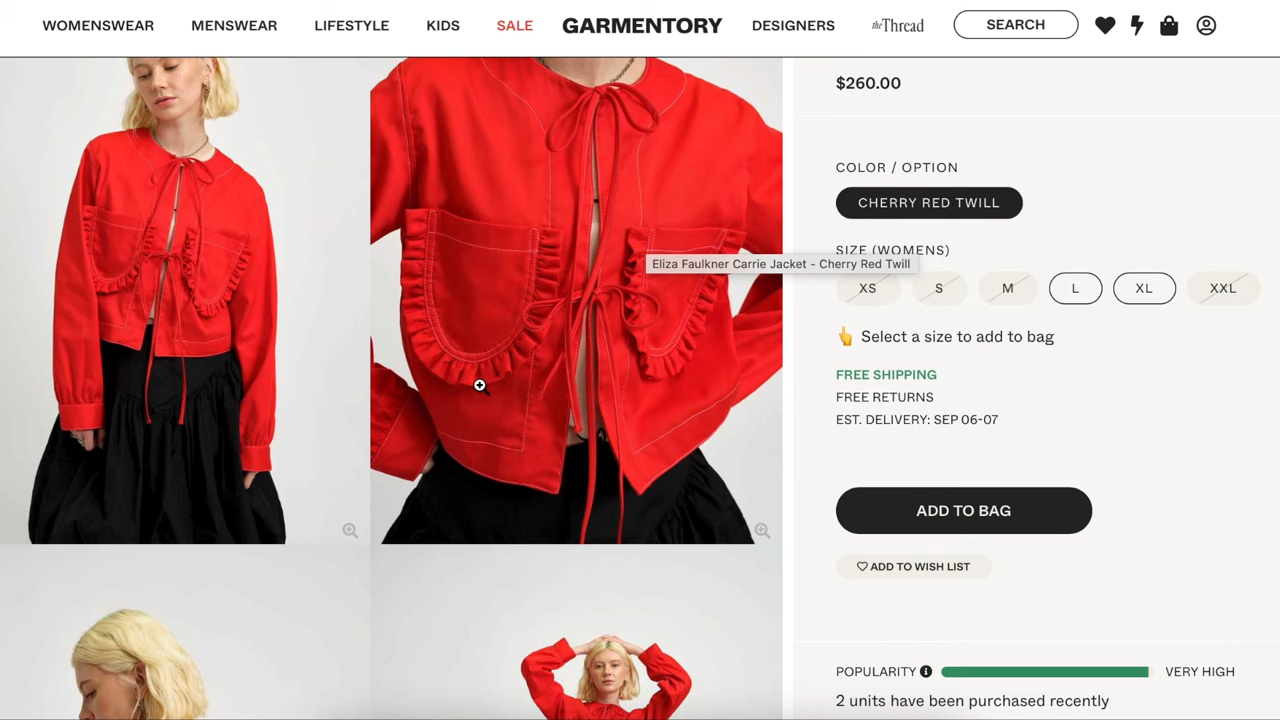 WOMENSWEAR MENSWEAR LIFESTYLE KIDS SALE GARMENTORY DESIGNERS theThread SEARCH
$260.00
COLOR / OPTION
CHERRY RED TWILL
SIZE (WOMENS)
Eliza Faulkner Carrie Jacket - Cherry Red Twill
XS S M L XL XXL
👆 Select a size to add to bag
FREE SHIPPING
FREE RETURNS
EST. DELIVERY: SEP 06-07
ADD TO BAG
ADD TO WISH LIST
POPULARITY VERY HIGH
2 units have been purchased recently